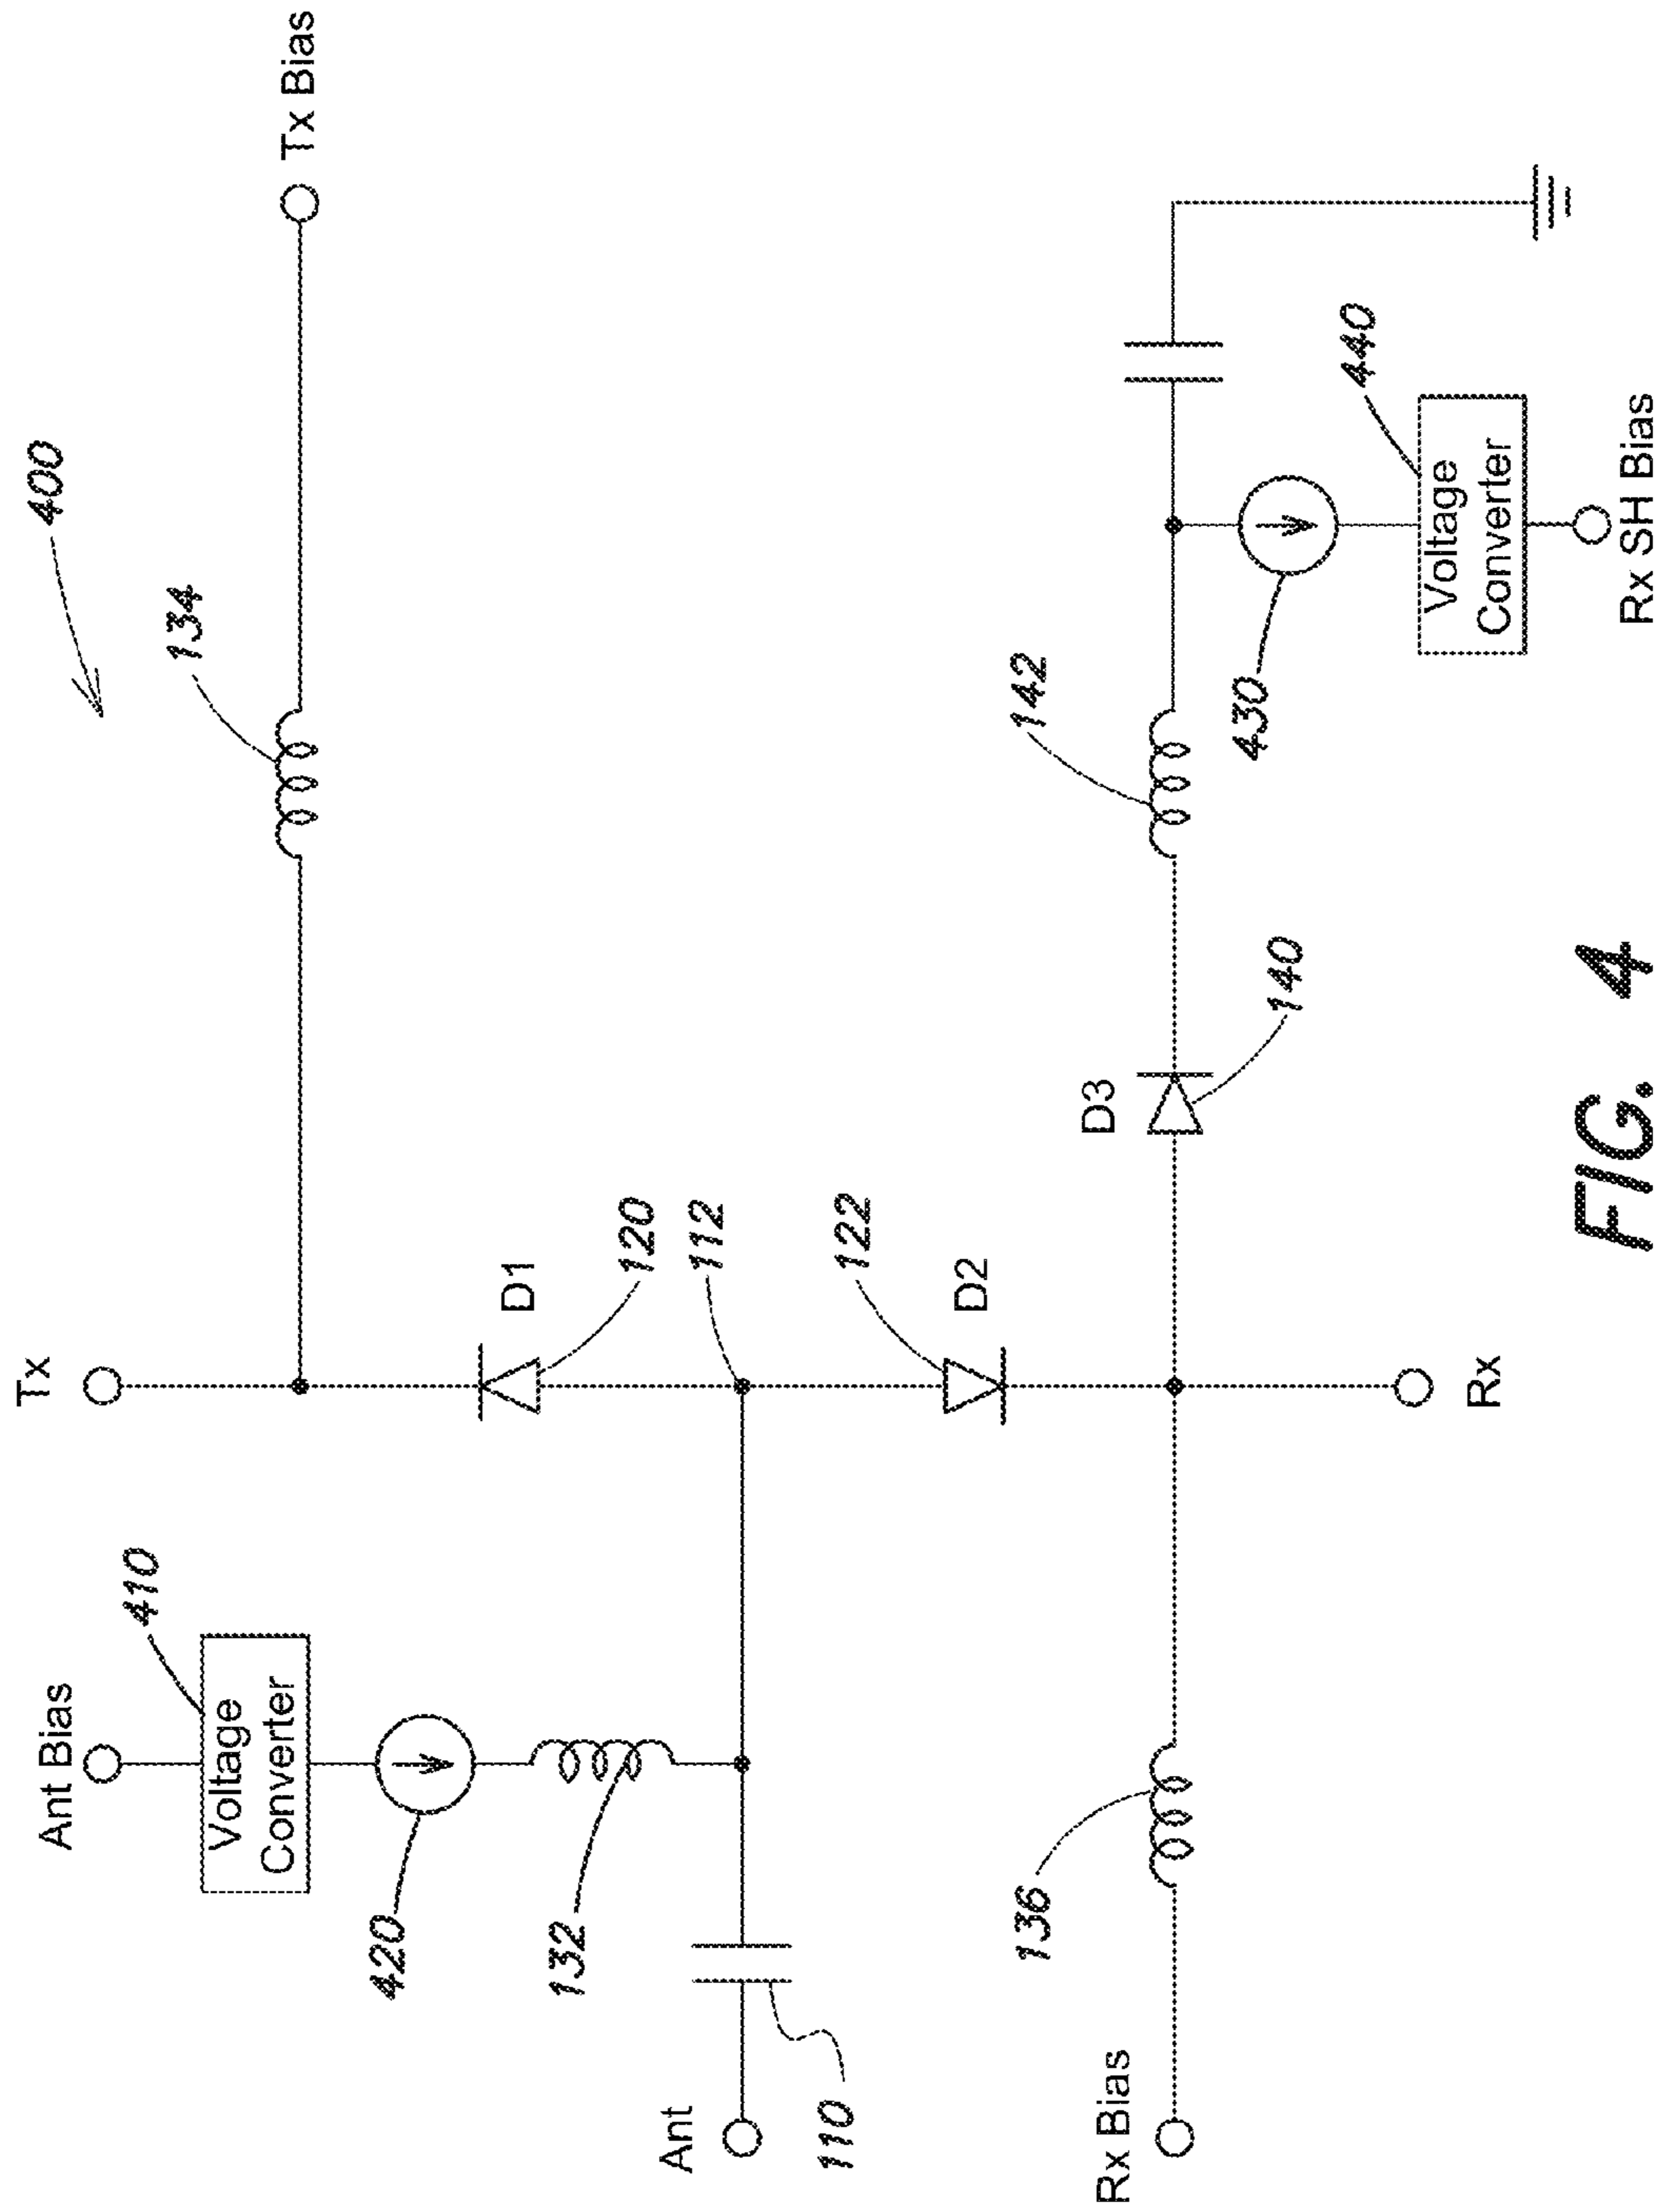 400
Tx
Tx Bias
134
Ant Bias
410
Voltage
Converter
420
132
D1
120
112
Ant
110
122
D2
142
D3
140
430
440
Voltage
Converter
Rx SH Bias
136
Rx Bias
Rx
FIG. 4